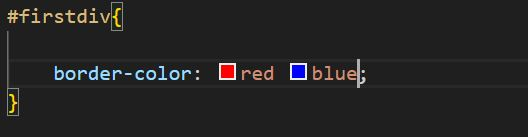 #firstdiv{
border-color: red blue;
}